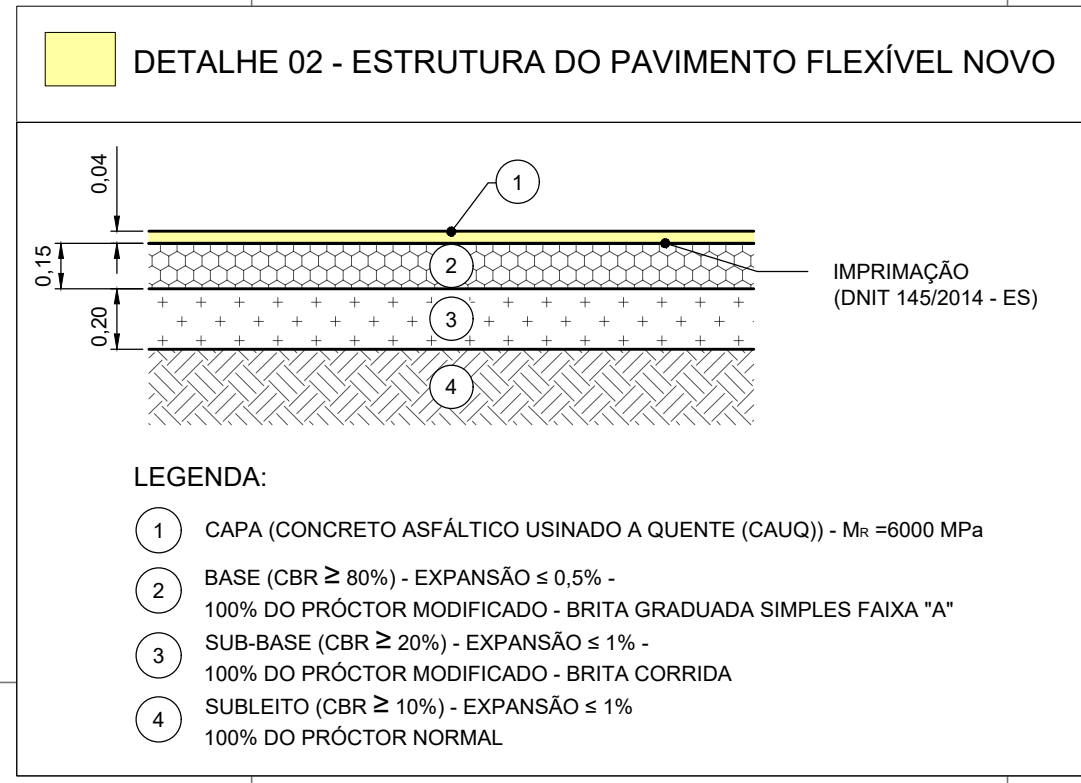 DETALHE 02 - ESTRUTURA DO PAVIMENTO FLEXÍVEL NOVO
0,04
1
0,15
2
IMPRIMAÇÃO
(DNIT 145/2014 - ES)
0,20
3
4
LEGENDA:
1 CAPA (CONCRETO ASFÁLTICO USINADO A QUENTE (CAUQ)) - MR =6000 MPa
2 BASE (CBR ≥ 80%) - EXPANSÃO ≤ 0,5% -
100% DO PRÓCTOR MODIFICADO - BRITA GRADUADA SIMPLES FAIXA "A"
3 SUB-BASE (CBR ≥ 20%) - EXPANSÃO ≤ 1% -
100% DO PRÓCTOR MODIFICADO - BRITA CORRIDA
4 SUBLEITO (CBR ≥ 10%) - EXPANSÃO ≤ 1%
100% DO PRÓCTOR NORMAL